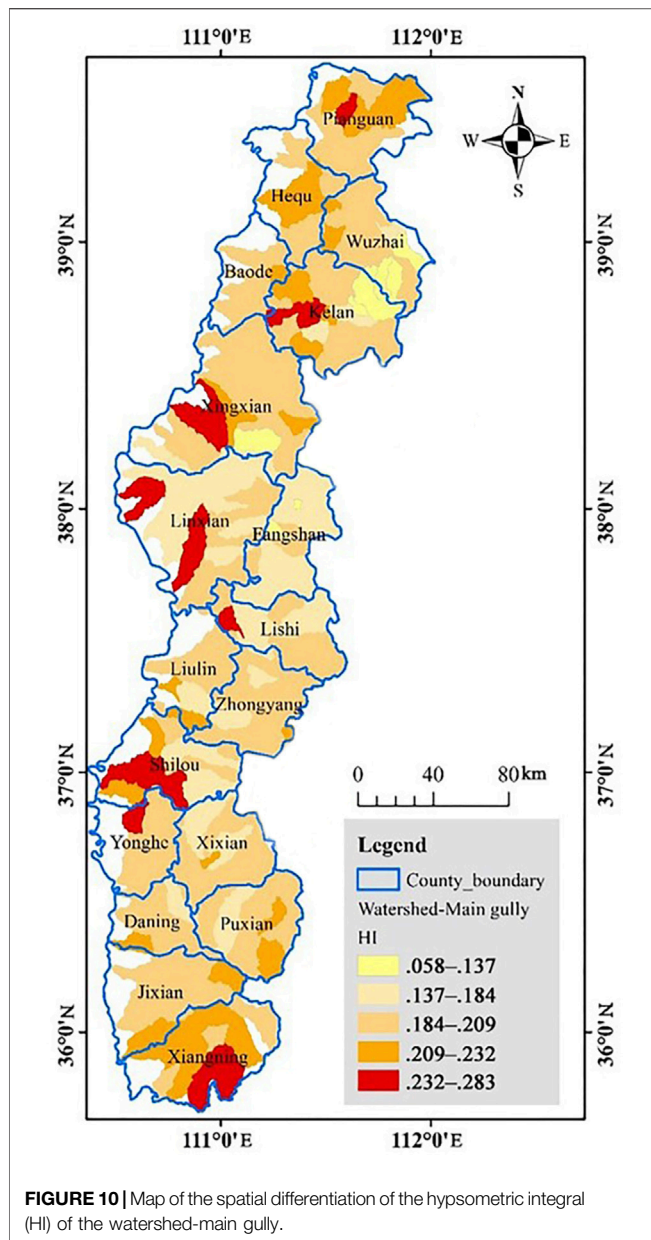 111°0'E 112°0'E
N
W E
S
39°0'N 39°0'N
38°0'N 38°0'N
37°0'N 37°0'N
36°0'N 36°0'N
Pianguan
Hequ
Wuzhai
Baode
Kelan
Xingxian
Linxian
Fangshan
Lishi
Liulin
Zhongyang
Shilou
Yonghe
Xixian
Daning
Puxian
Jixian
Xiangning
0 40 80 km
Legend
County_boundary
Watershed-Main gully
HI
.058–.137
.137–.184
.184–.209
.209–.232
.232–.283
111°0'E 112°0'E
FIGURE 10 | Map of the spatial differentiation of the hypsometric integral
(HI) of the watershed-main gully.